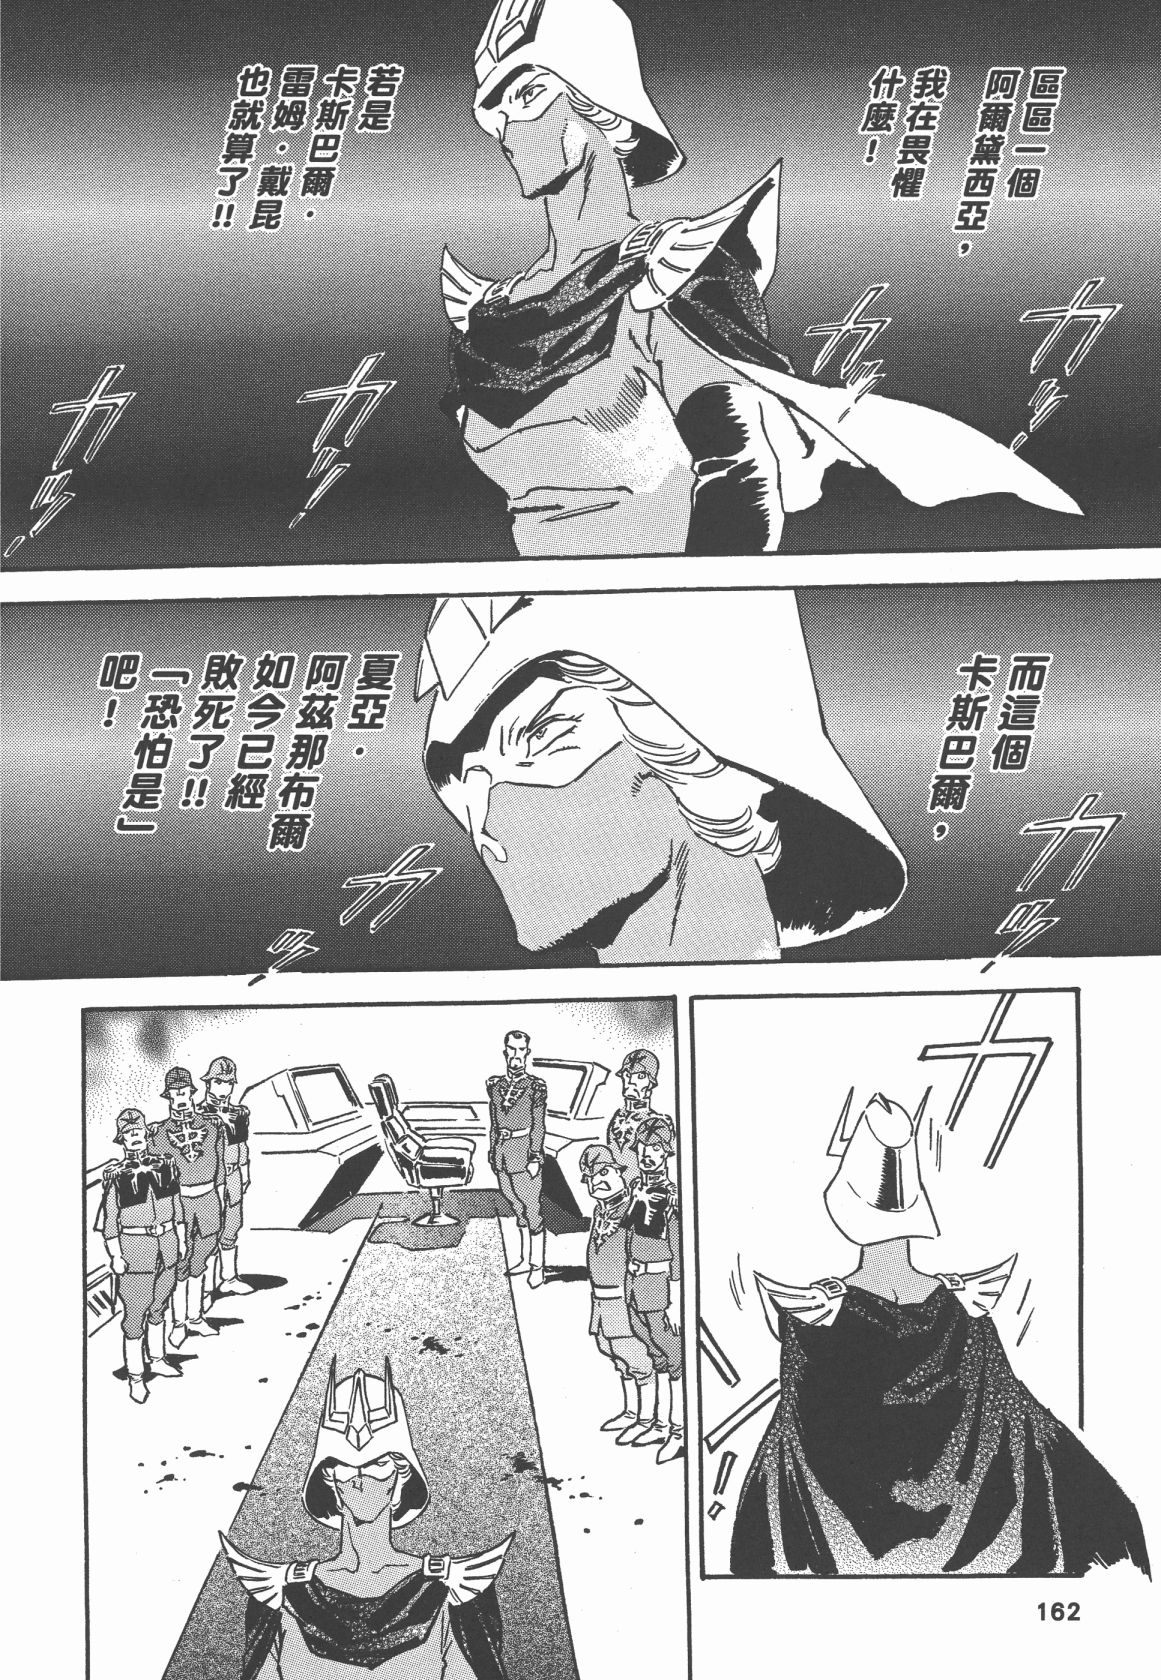 區區一個
阿爾黛西亞，
我在畏懼
什麼！
若是
卡斯巴爾．
雷姆．戴昆
也就算了!!
カッ
カッ
カッ
カッ
而這個
卡斯巴爾，
夏亞．
阿茲那布爾
如今已經
敗死了!!
「恐怕是」
吧！
カッ
カッ
カッ!
162